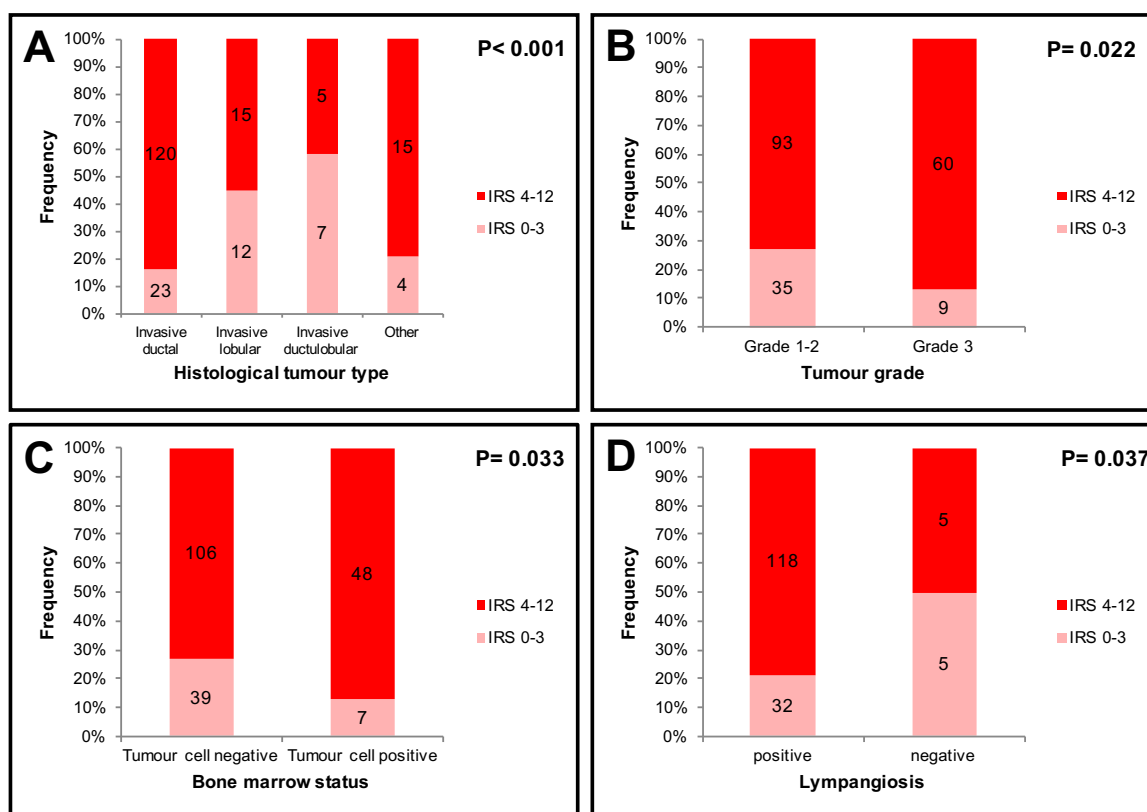 A
P< 0.001
100%
90%
80%
70%
60%
50%
40%
30%
20%
10%
0%
Frequency
120
15
5
15
23
12
7
4
IRS 4-12
IRS 0-3
Invasive ductal
Invasive lobular
Invasive ductulobular
Other
Histological tumour type
B
P= 0.022
100%
90%
80%
70%
60%
50%
40%
30%
20%
10%
0%
Frequency
93
60
35
9
IRS 4-12
IRS 0-3
Grade 1-2
Grade 3
Tumour grade
C
P= 0.033
100%
90%
80%
70%
60%
50%
40%
30%
20%
10%
0%
Frequency
106
48
39
7
IRS 4-12
IRS 0-3
Tumour cell negative
Tumour cell positive
Bone marrow status
D
P= 0.037
100%
90%
80%
70%
60%
50%
40%
30%
20%
10%
0%
Frequency
118
5
32
5
IRS 4-12
IRS 0-3
positive
negative
Lympangiosis